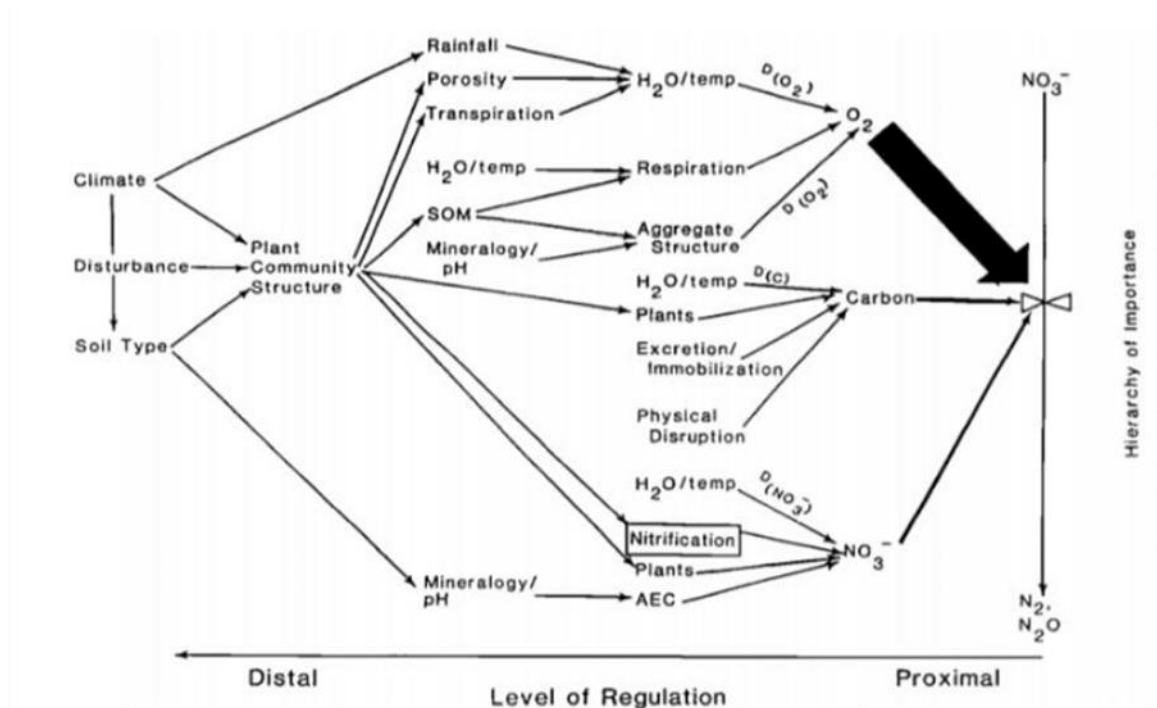 Rainfall
Porosity
Transpiration
H2O/temp
D(O2)
O2
NO3-
H2O/temp
Respiration
Climate
SOM
D(O2)
Aggregate
Structure
Mineralogy/
pH
Plant
Community
Structure
Disturbance
H2O/temp
D(C)
Plants
Carbon
Soil Type
Excretion/
Immobilization
Physical
Disruption
H2O/temp
D(NO3-)
Nitrification
NO3-
Plants
Mineralogy/
pH
AEC
N2,
N2O
Hierarchy of Importance
Distal
Proximal
Level of Regulation